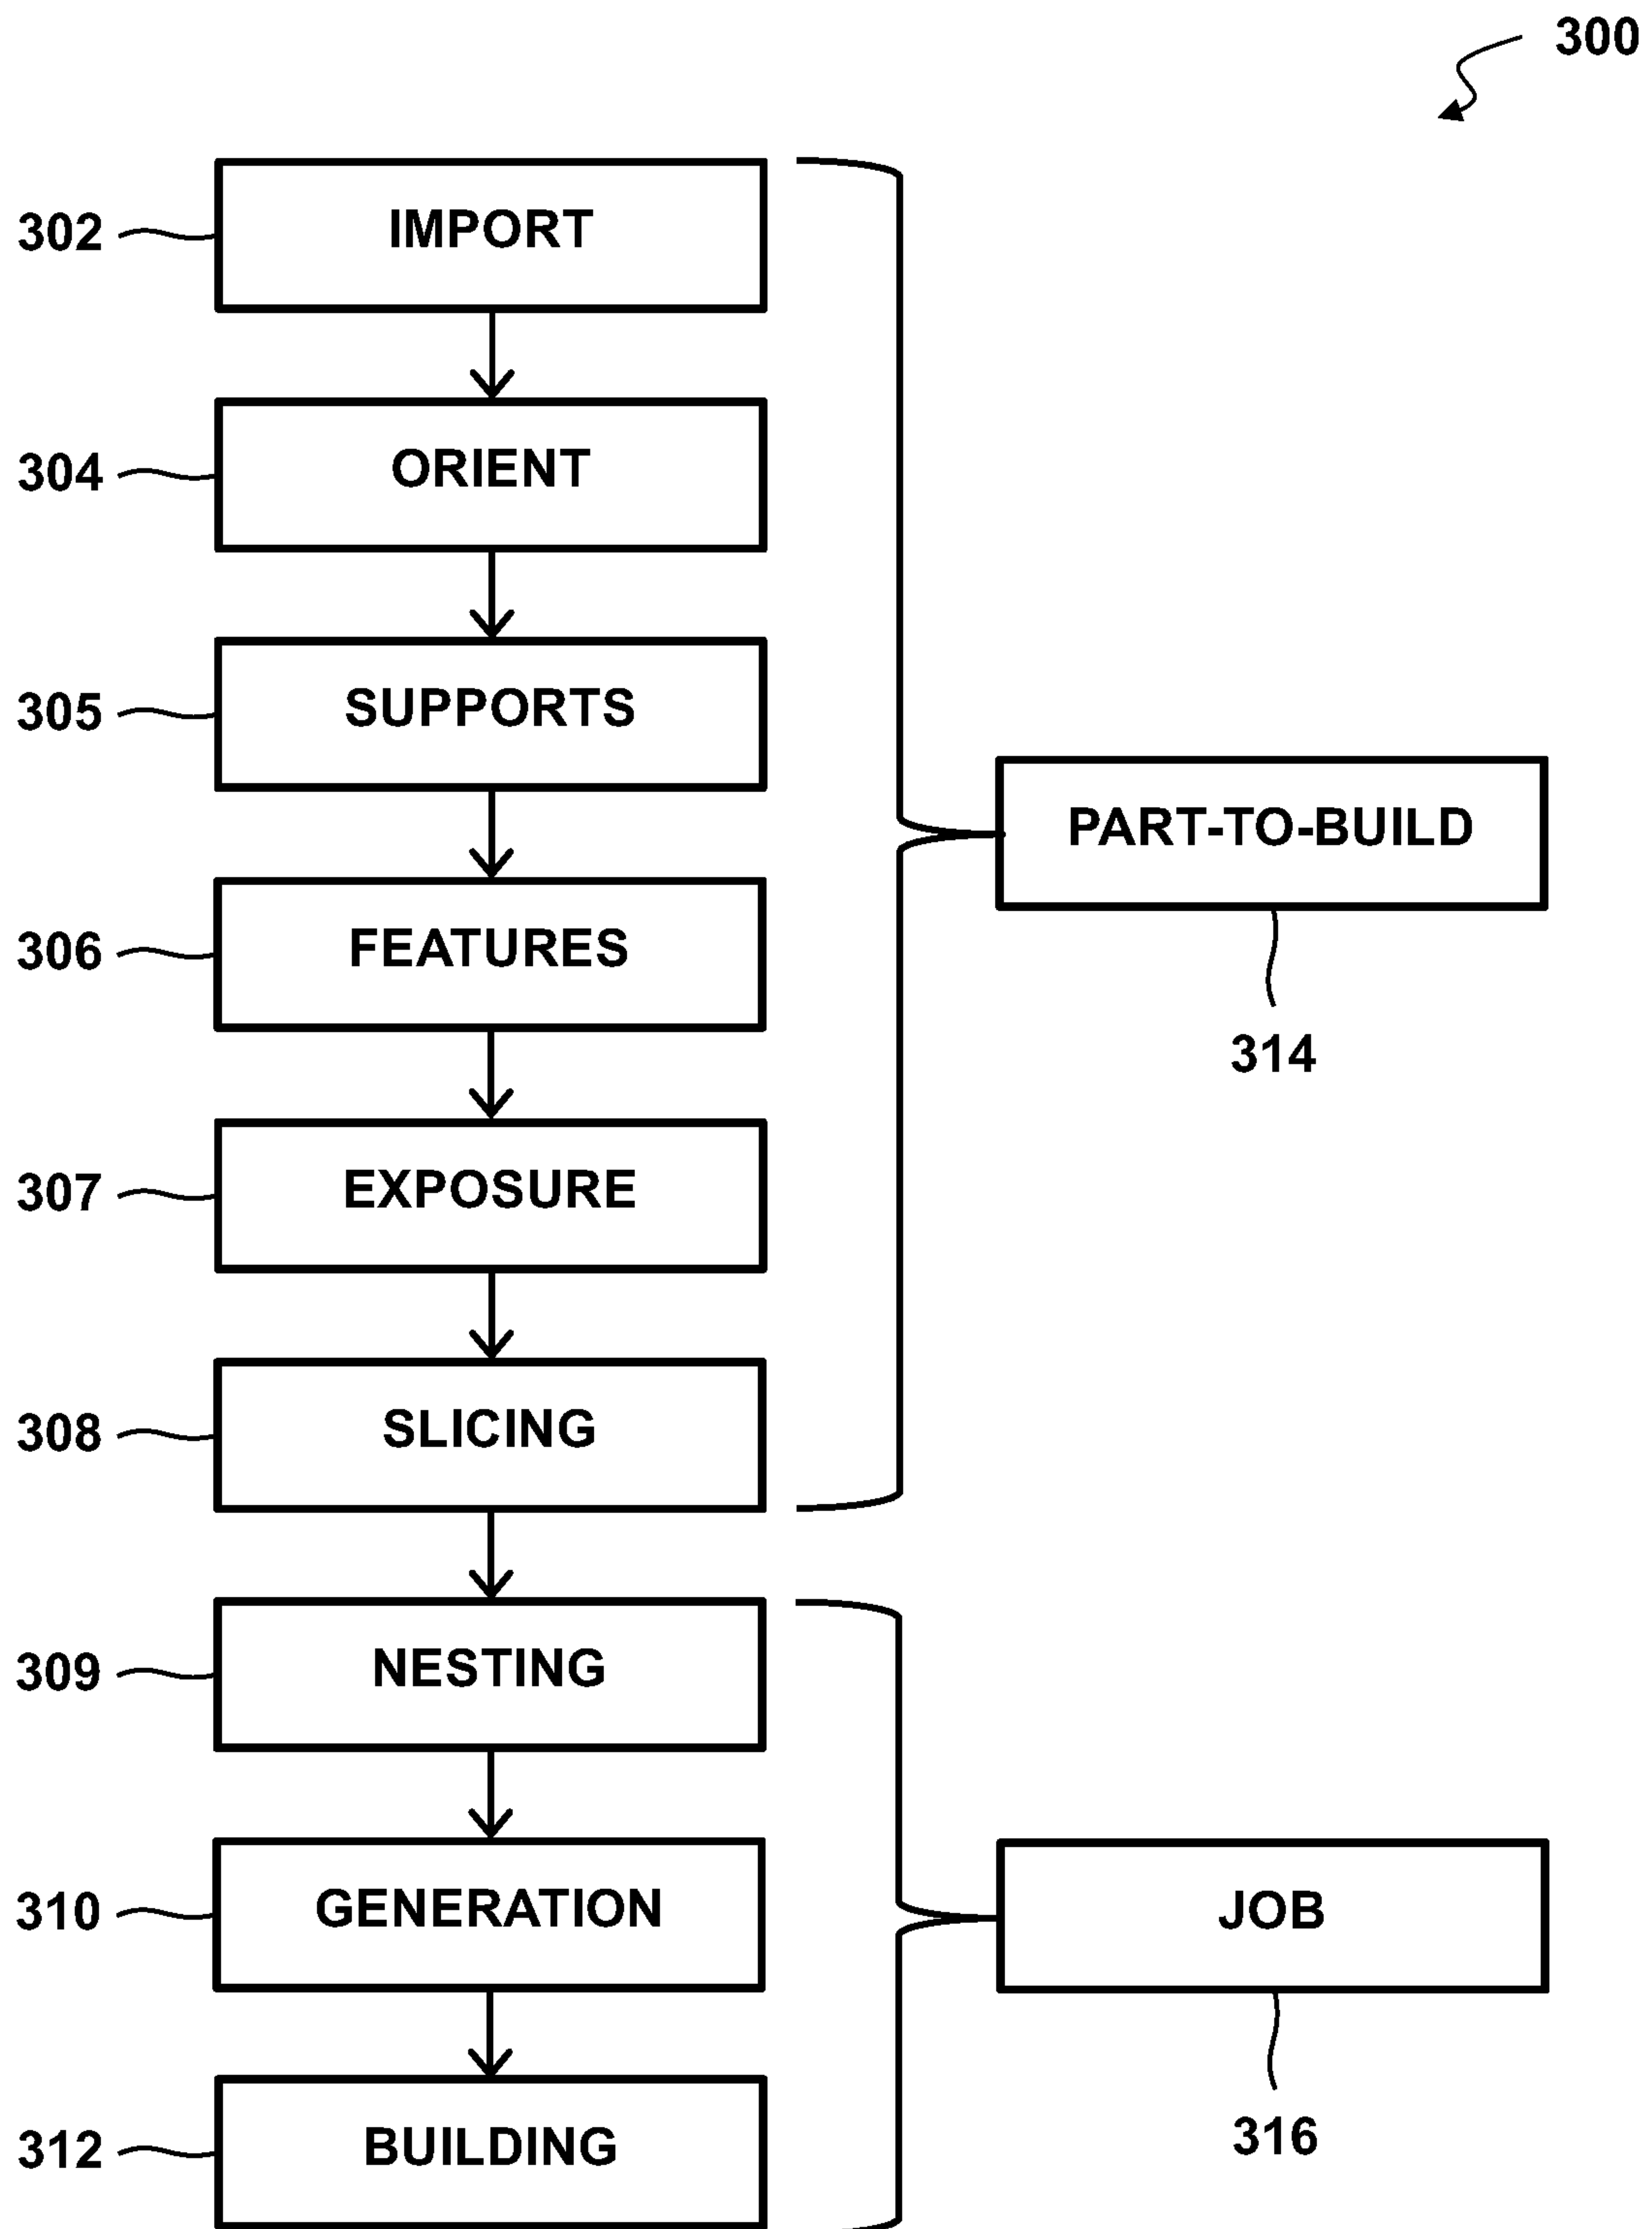 300
302 IMPORT
304 ORIENT
305 SUPPORTS
PART-TO-BUILD
306 FEATURES
314
307 EXPOSURE
308 SLICING
309 NESTING
310 GENERATION
JOB
312 BUILDING
316